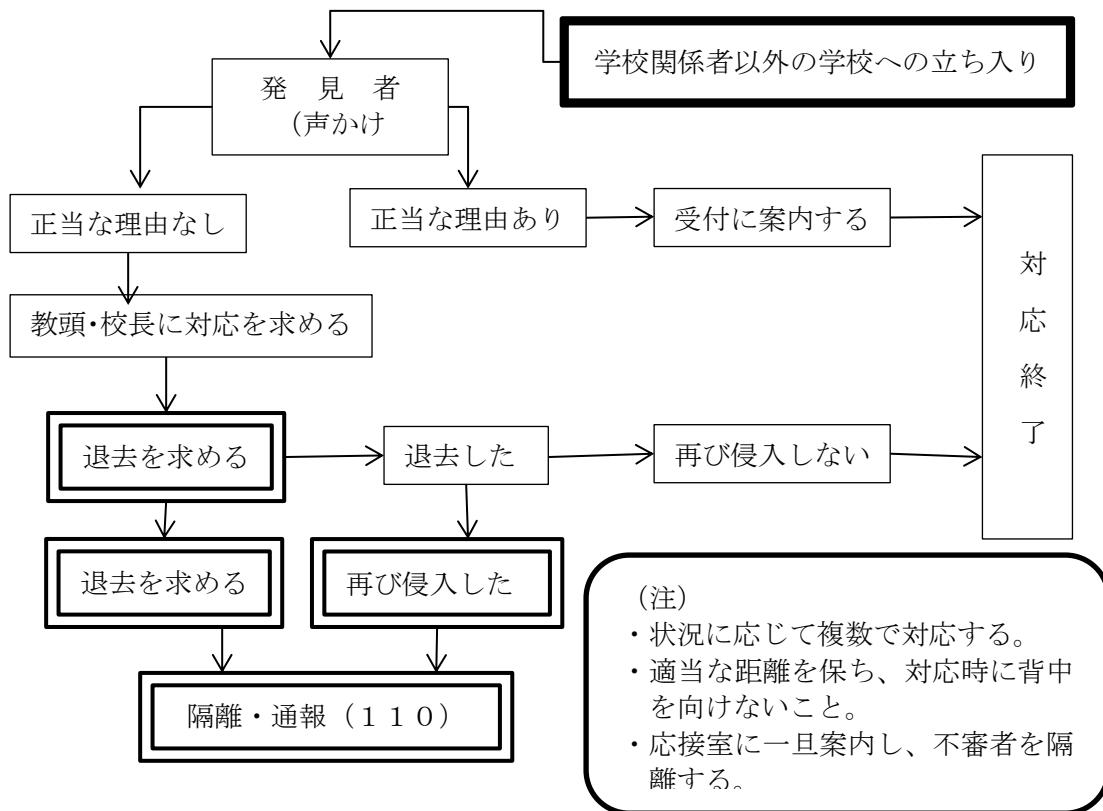 学校関係者以外の学校への立ち入り
発　見　者
（声かけ
正当な理由なし
正当な理由あり
受付に案内する
対応終了
教頭・校長に対応を求める
退去を求める
退去した
再び侵入しない
退去を求める
再び侵入した
隔離・通報（１１０）
（注）
・状況に応じて複数で対応する。
・適当な距離を保ち、対応時に背中
を向けないこと。
・応接室に一旦案内し、不審者を隔
離する。